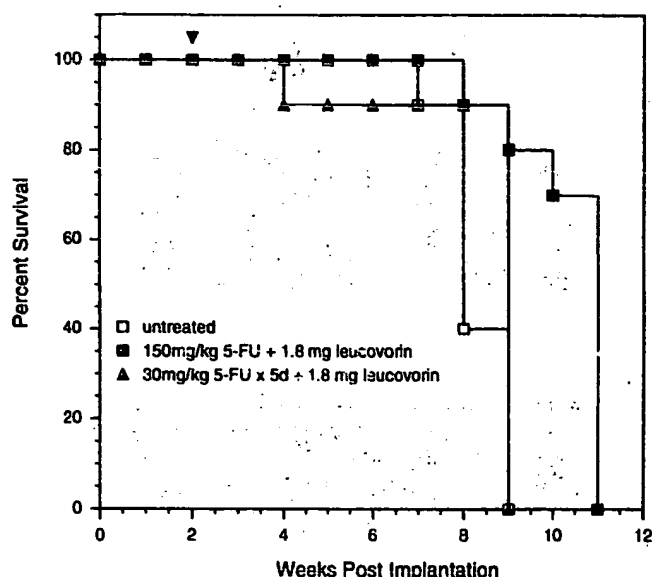 100
80
60
40
20
0
Percent Survival
untreated
150mg/kg 5-FU + 1.8 mg leucovorin
30mg/kg 5-FU x 5d + 1.8 mg leucovorin
0 2 4 6 8 10 12
Weeks Post Implantation